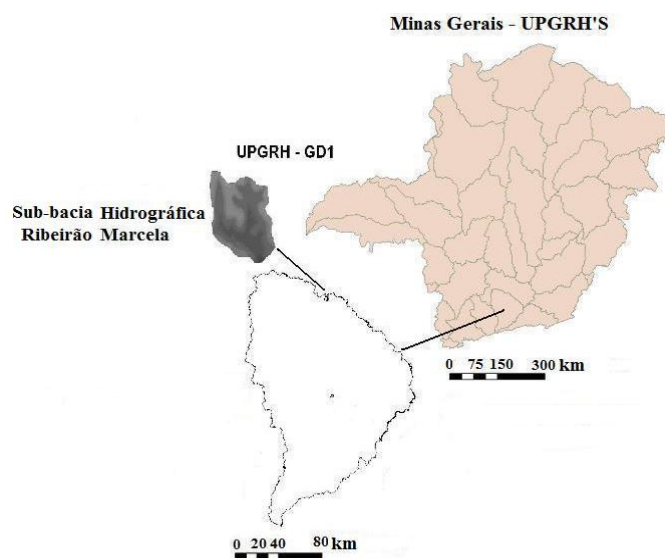 Minas Gerais - UPGRH'S
UPGRH - GD1
Sub-bacia Hidrográfica
Ribeirão Marcela
0 75 150 300 km
0 20 40 80 km